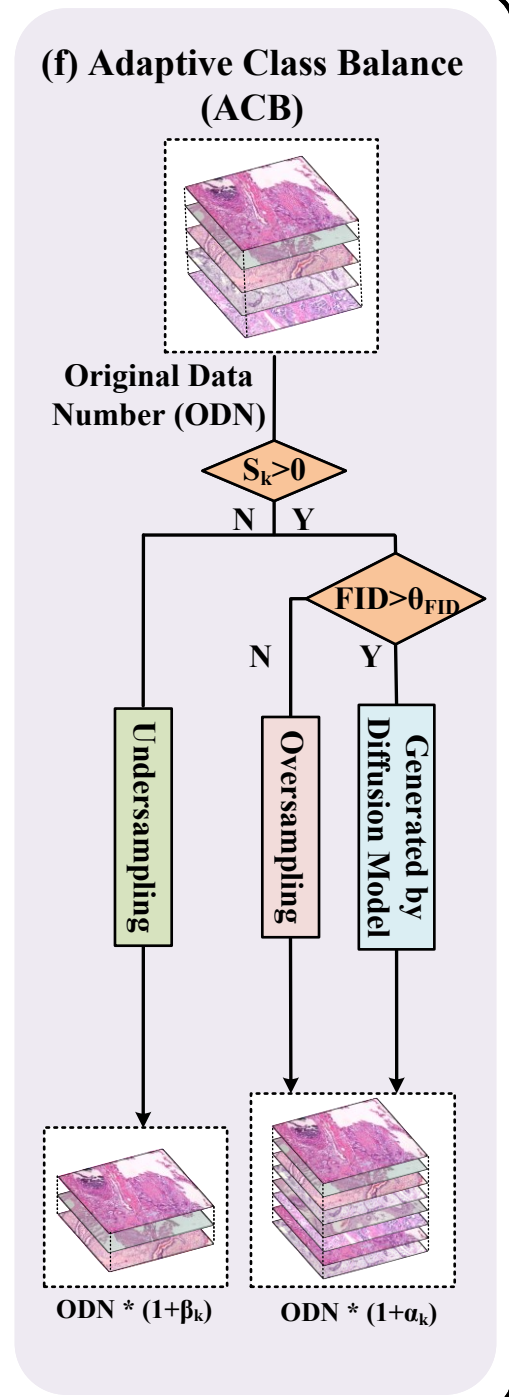 (f) Adaptive Class Balance
(ACB)
Original Data
Number (ODN)
Sₖ>0
N Y
FID>θ_FID
N Y
Undersampling
Oversampling
Generated by
Diffusion Model
ODN * (1+βₖ)
ODN * (1+αₖ)